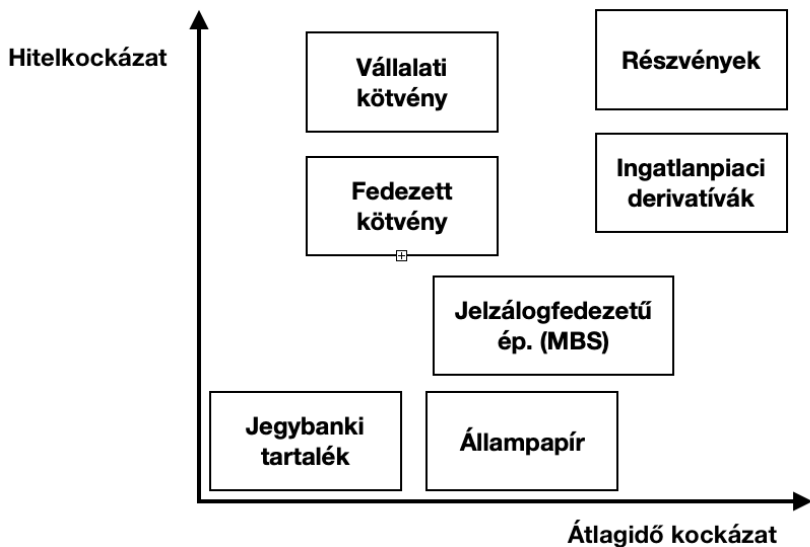 Hitelkockázat
Vállalati
kötvény
Részvények
Fedezett
kötvény
Ingatlanpiaci
derivatívák
Jelzálogfedezetű
ép. (MBS)
Jegybanki
tartalék
Állampapír
Átlagidő kockázat